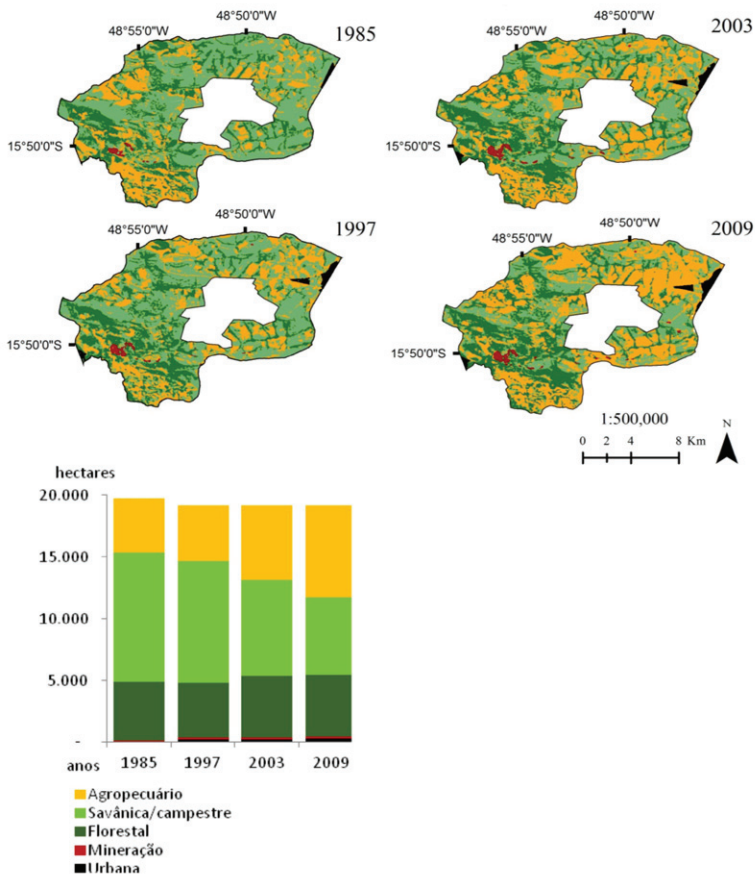 48°50'0"W
1985
48°55'0"W
15°50'0"S
48°50'0"W
2003
48°55'0"W
48°50'0"W
1997
48°55'0"W
15°50'0"S
48°50'0"W
2009
48°55'0"W
15°50'0"S
1:500,000
N
0 2 4 8 Km
hectares
20.000
15.000
10.000
5.000
-
anos 1985 1997 2003 2009
Agropecuário
Savânica/campestre
Florestal
Mineração
Urbana